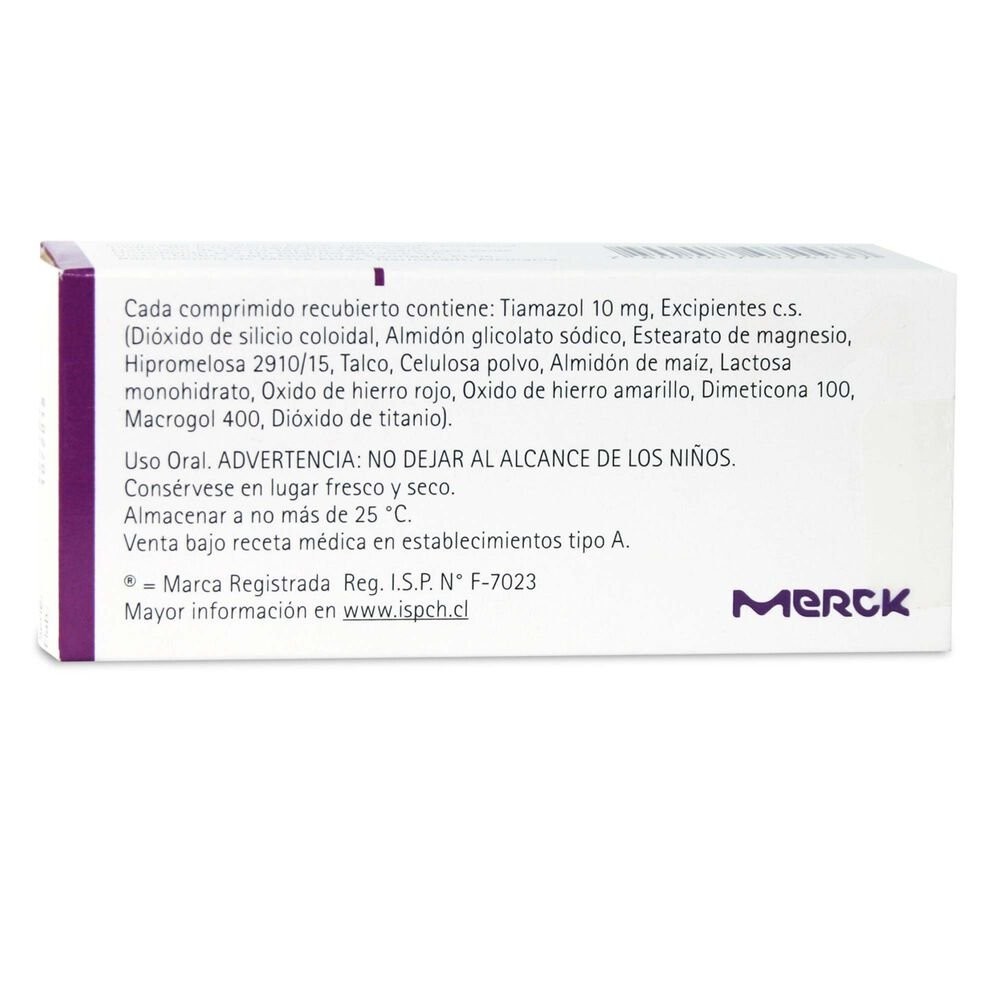 Cada comprimido recubierto contiene: Tiamazol 10 mg, Excipientes c.s.
(Dióxido de silicio coloidal, Almidón glicolato sódico, Estearato de magnesio,
Hipromelosa 2910/15, Talco, Celulosa polvo, Almidón de maíz, Lactosa
monohidrato, Oxido de hierro rojo, Oxido de hierro amarillo, Dimeticona 100,
Macrogol 400, Dióxido de titanio).
Uso Oral. ADVERTENCIA: NO DEJAR AL ALCANCE DE LOS NIÑOS.
Consérvese en lugar fresco y seco.
Almacenar a no más de 25 °C.
Venta bajo receta médica en establecimientos tipo A.
® = Marca Registrada Reg. I.S.P. N° F-7023
Mayor información en www.ispch.cl
MERCK